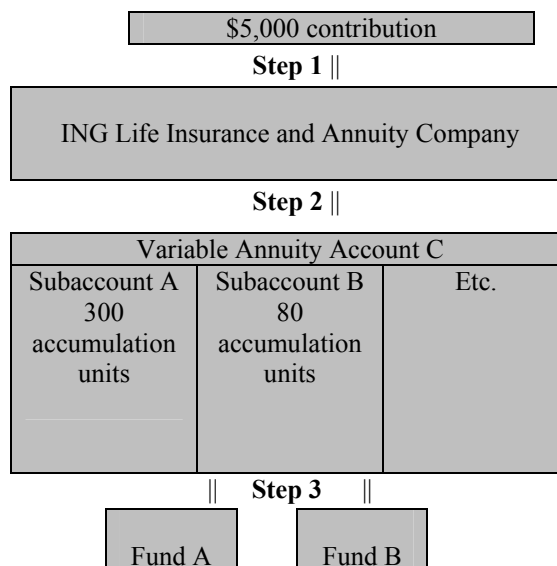 $5,000 contribution
Step 1 ||
ING Life Insurance and Annuity Company
Step 2 ||
Variable Annuity Account C
Subaccount A
300
accumulation
units
Subaccount B
80
accumulation
units
Etc.
|| Step 3 ||
Fund A
Fund B